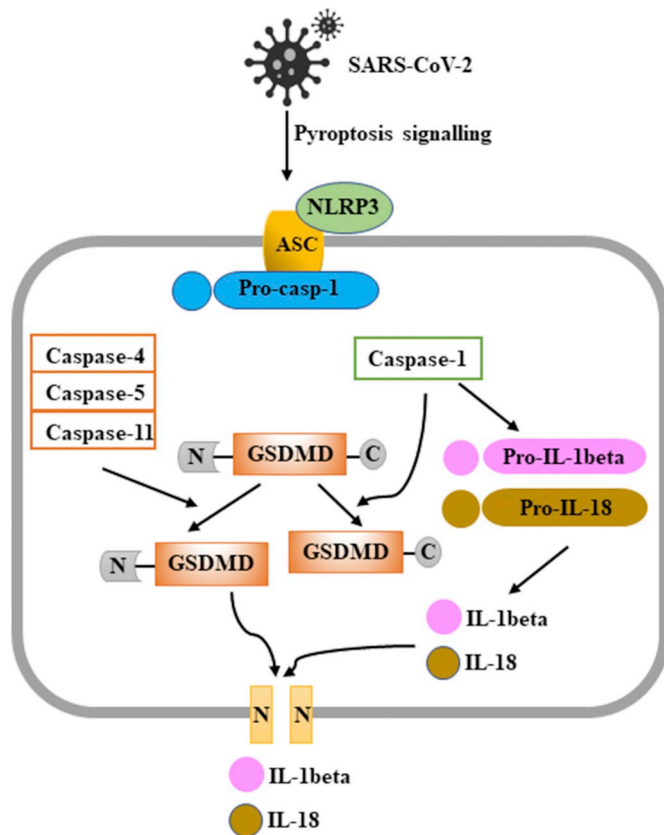 SARS-CoV-2
Pyroptosis signalling
NLRP3
ASC
Pro-casp-1
Caspase-4
Caspase-5
Caspase-11
Caspase-1
N
GSDMD
C
Pro-IL-1beta
Pro-IL-18
N
GSDMD
GSDMD
C
IL-1beta
IL-18
N
N
IL-1beta
IL-18